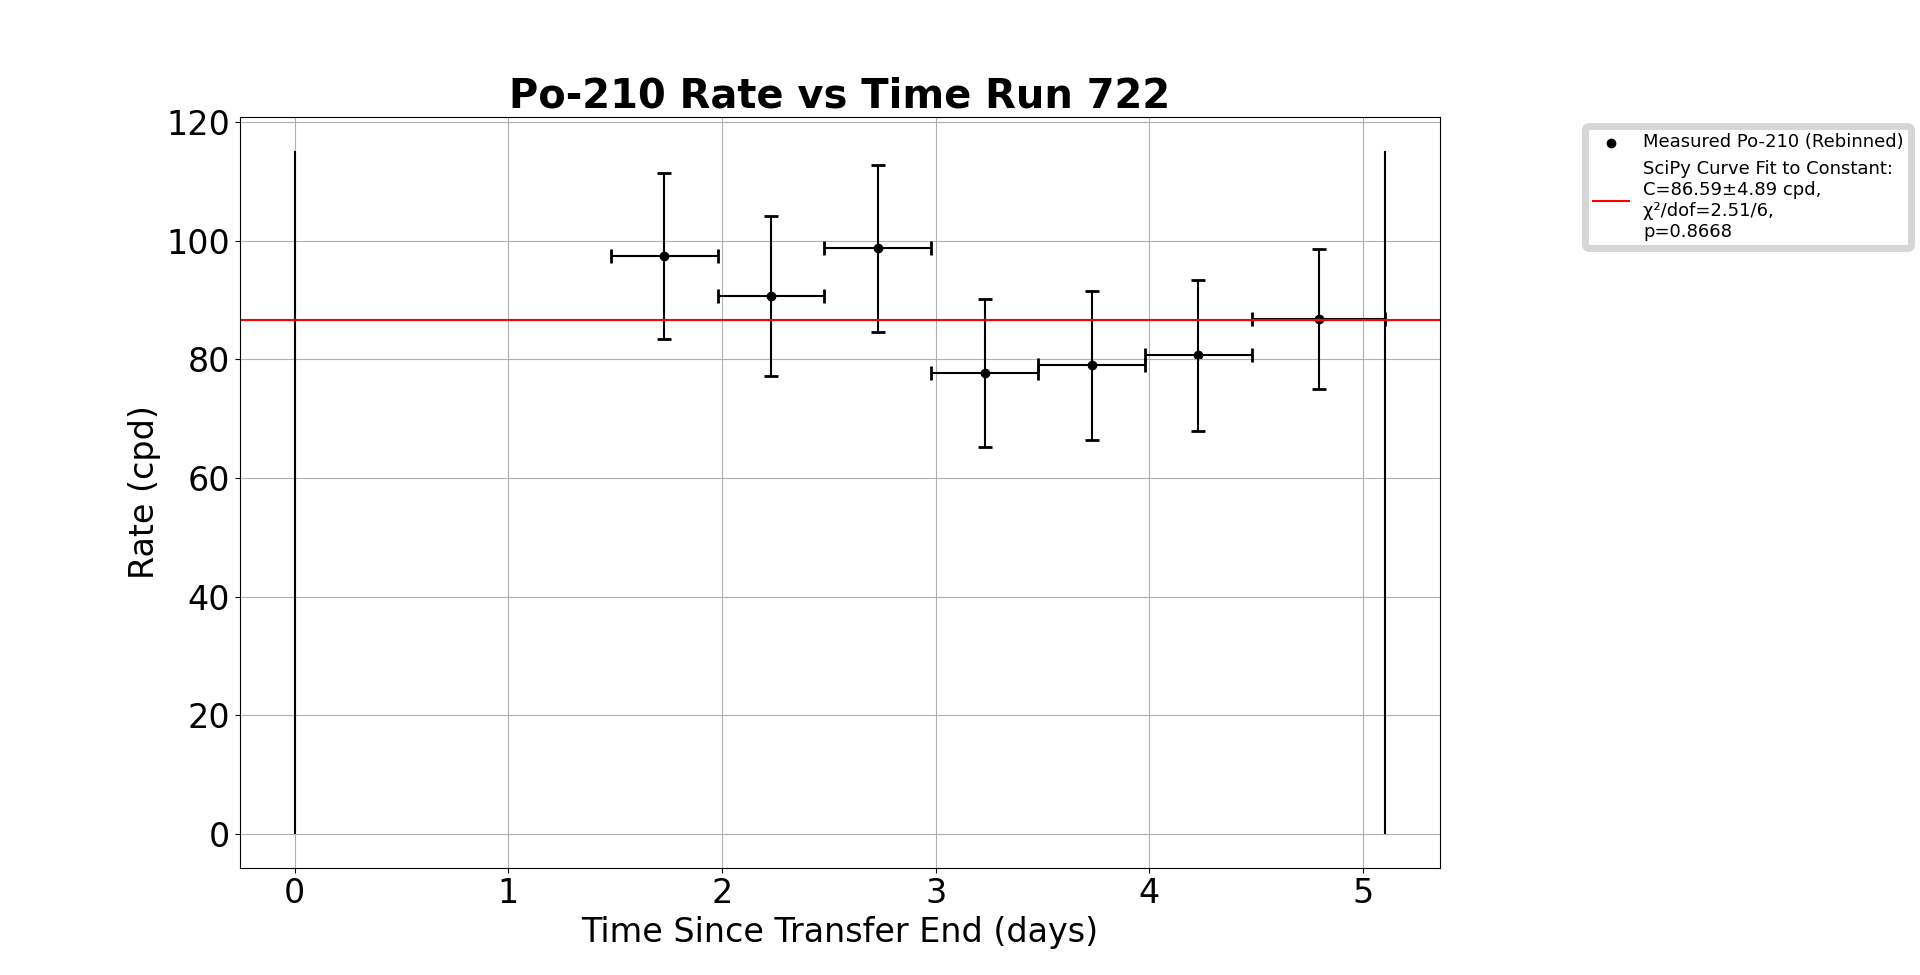 Po-210 Rate vs Time Run 722
120
100
80
60
40
20
0
Rate (cpd)
0 1 2 3 4 5
Time Since Transfer End (days)
Measured Po-210 (Rebinned)
SciPy Curve Fit to Constant:
C=86.59±4.89 cpd,
χ²/dof=2.51/6,
p=0.8668